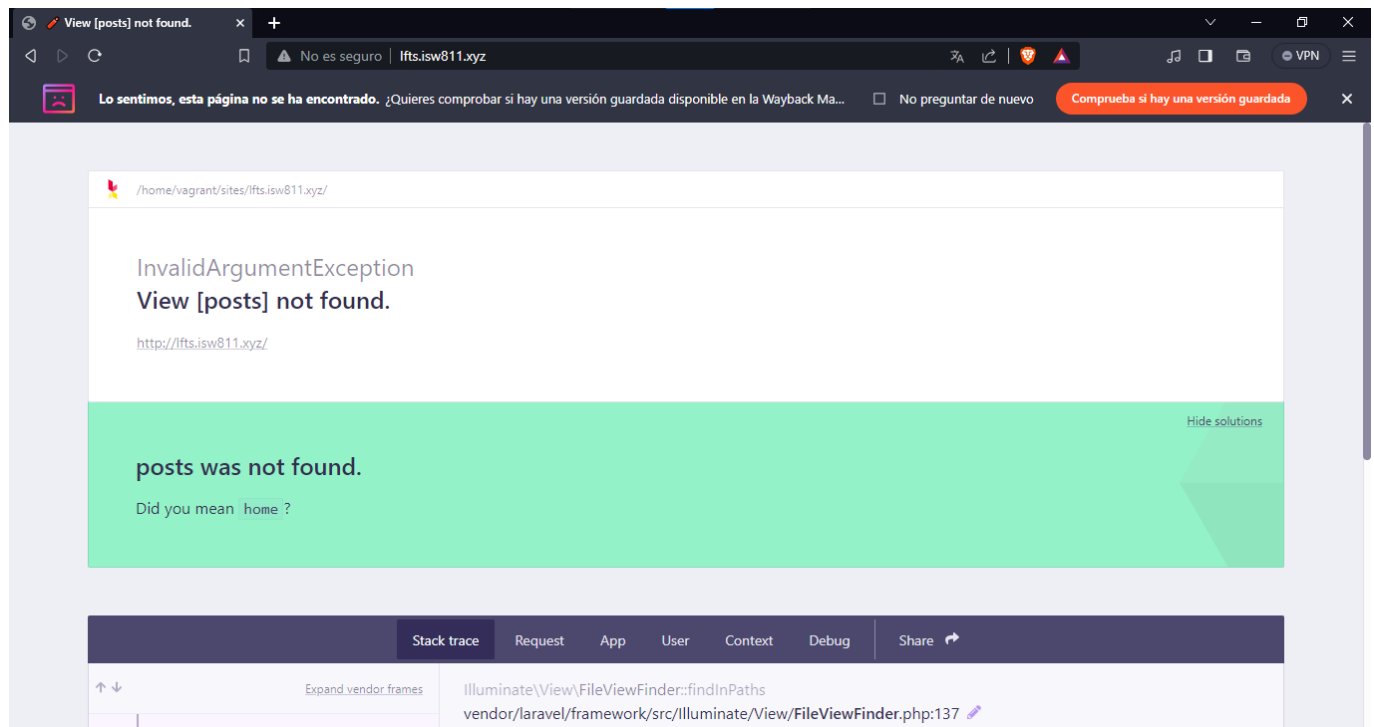 View [posts] not found.
No es seguro lfts.isw811.xyz VPN
Lo sentimos, esta página no se ha encontrado. ¿Quieres comprobar si hay una versión guardada disponible en la Wayback Ma... No preguntar de nuevo Comprueba si hay una versión guardada
/home/vagrant/sites/lfts.isw811.xyz/
InvalidArgumentException
View [posts] not found.
http://lfts.isw811.xyz/
Hide solutions
posts was not found.
Did you mean home ?
Stack trace Request App User Context Debug Share
Expand vendor frames Illuminate\View\FileViewFinder::findInPaths
vendor/laravel/framework/src/Illuminate/View/FileViewFinder.php:137